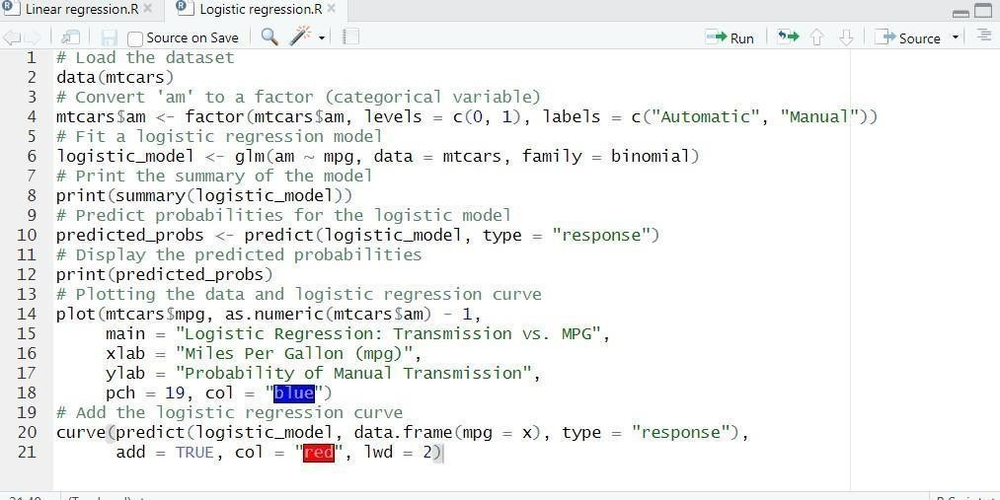 Linear regression.R × Logistic regression.R ×
Source on Save Run Source
1 # Load the dataset
2 data(mtcars)
3 # Convert 'am' to a factor (categorical variable)
4 mtcars$am <- factor(mtcars$am, levels = c(0, 1), labels = c("Automatic", "Manual"))
5 # Fit a logistic regression model
6 logistic_model <- glm(am ~ mpg, data = mtcars, family = binomial)
7 # Print the summary of the model
8 print(summary(logistic_model))
9 # Predict probabilities for the logistic model
10 predicted_probs <- predict(logistic_model, type = "response")
11 # Display the predicted probabilities
12 print(predicted_probs)
13 # Plotting the data and logistic regression curve
14 plot(mtcars$mpg, as.numeric(mtcars$am) - 1,
15 main = "Logistic Regression: Transmission vs. MPG",
16 xlab = "Miles Per Gallon (mpg)",
17 ylab = "Probability of Manual Transmission",
18 pch = 19, col = "blue")
19 # Add the logistic regression curve
20 curve(predict(logistic_model, data.frame(mpg = x), type = "response"),
21 add = TRUE, col = "red", lwd = 2)